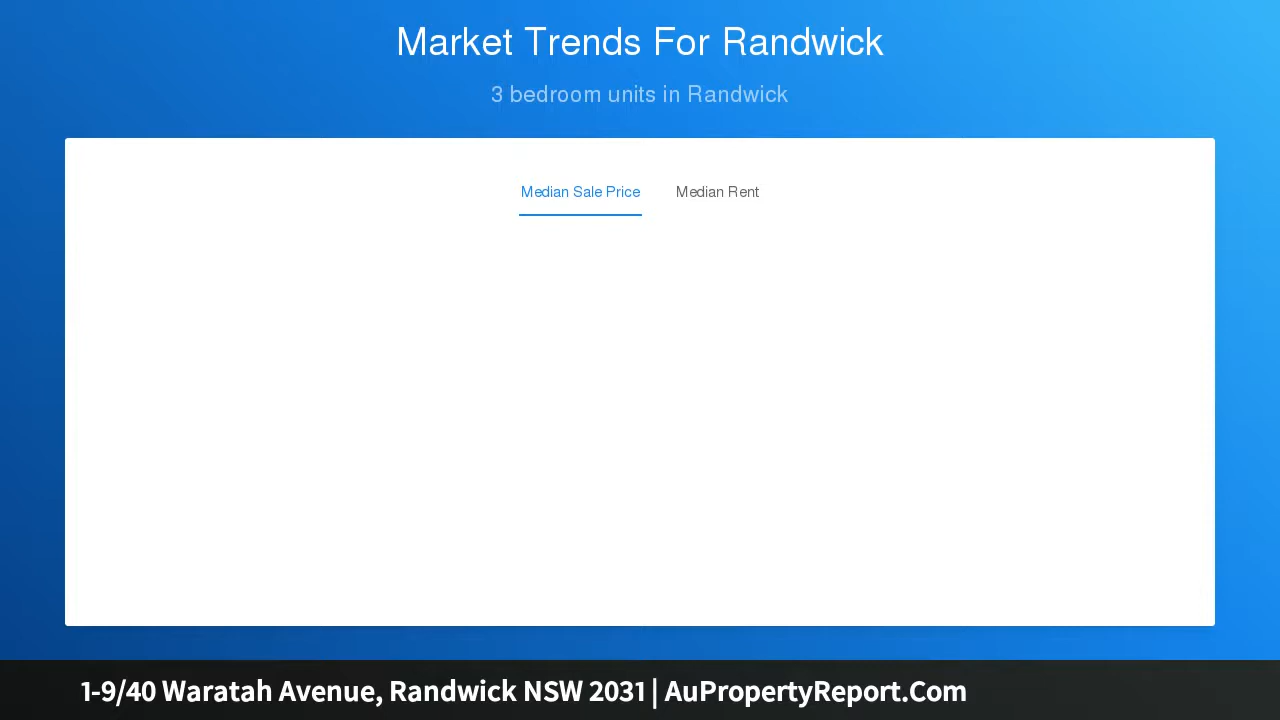 Market Trends For Randwick
3 bedroom units in Randwick
Median Sale Price Median Rent
1-9/40 Waratah Avenue, Randwick NSW 2031 | AuPropertyReport.Com